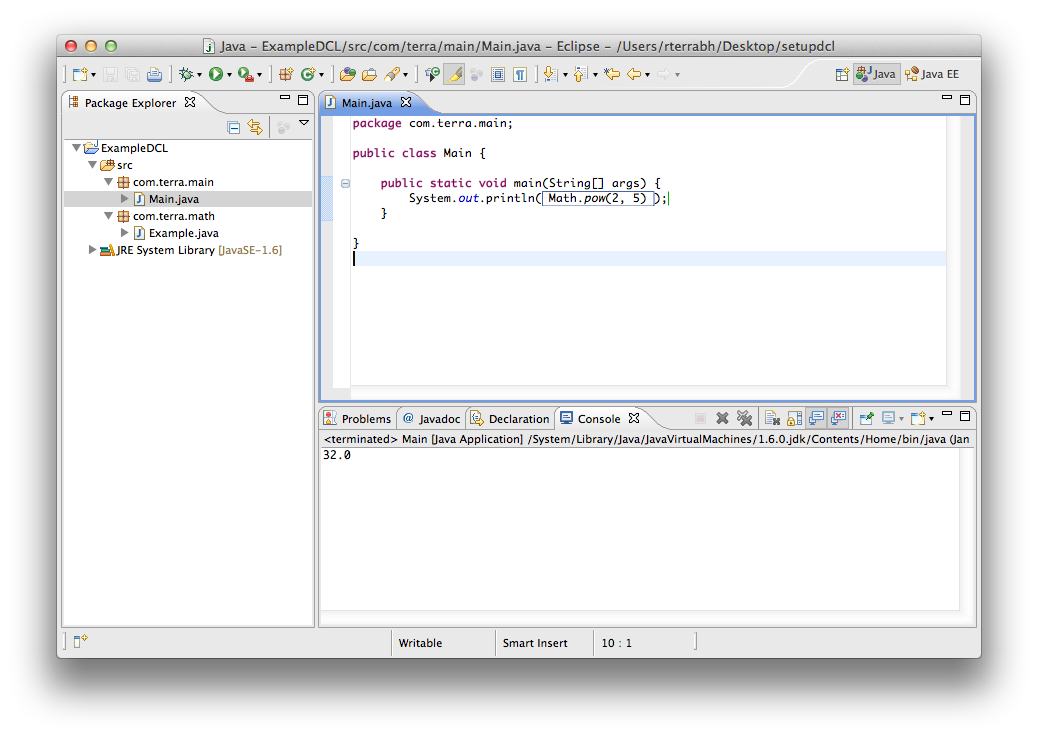 Java – ExampleDCL/src/com/terra/main/Main.java – Eclipse – /Users/rterrabh/Desktop/setupdcl
Java
Java EE
Package Explorer
ExampleDCL
src
com.terra.main
Main.java
com.terra.math
Example.java
JRE System Library [JavaSE-1.6]
Main.java
package com.terra.main;
public class Main {
public static void main(String[] args) {
System.out.println( Math.pow(2, 5) );
}
}
Problems
@ Javadoc
Declaration
Console
<terminated> Main [Java Application] /System/Library/Java/JavaVirtualMachines/1.6.0.jdk/Contents/Home/bin/java (Jan
32.0
Writable
Smart Insert
10 : 1